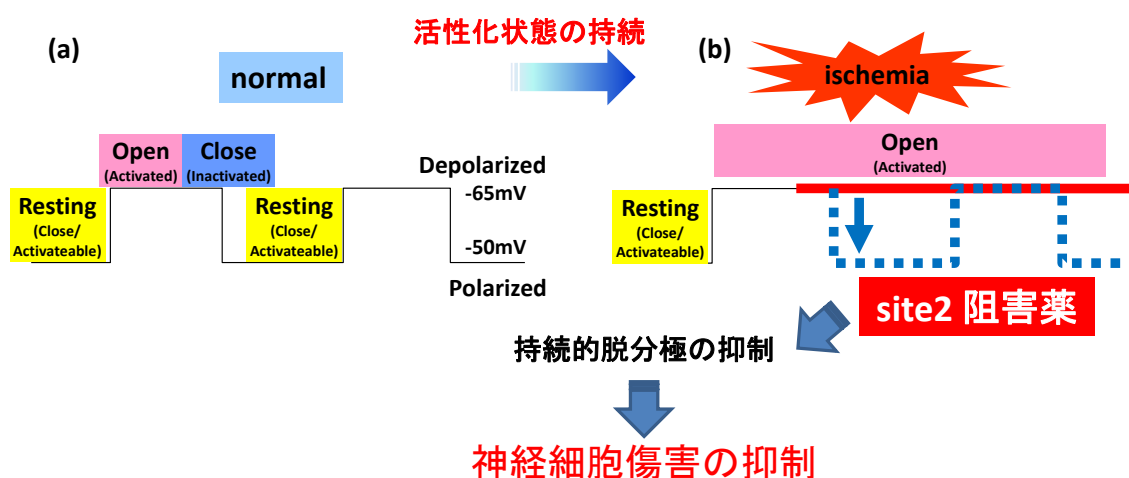 活性化状態の持続
(a)
normal
Open
(Activated)
Close
(Inactivated)
Resting
(Close/
Activateable)
Resting
(Close/
Activateable)
Depolarized
-65mV
-50mV
Polarized
(b)
ischemia
Open
(Activated)
Resting
(Close/
Activateable)
site2 阻害薬
持続的脱分極の抑制
神経細胞傷害の抑制